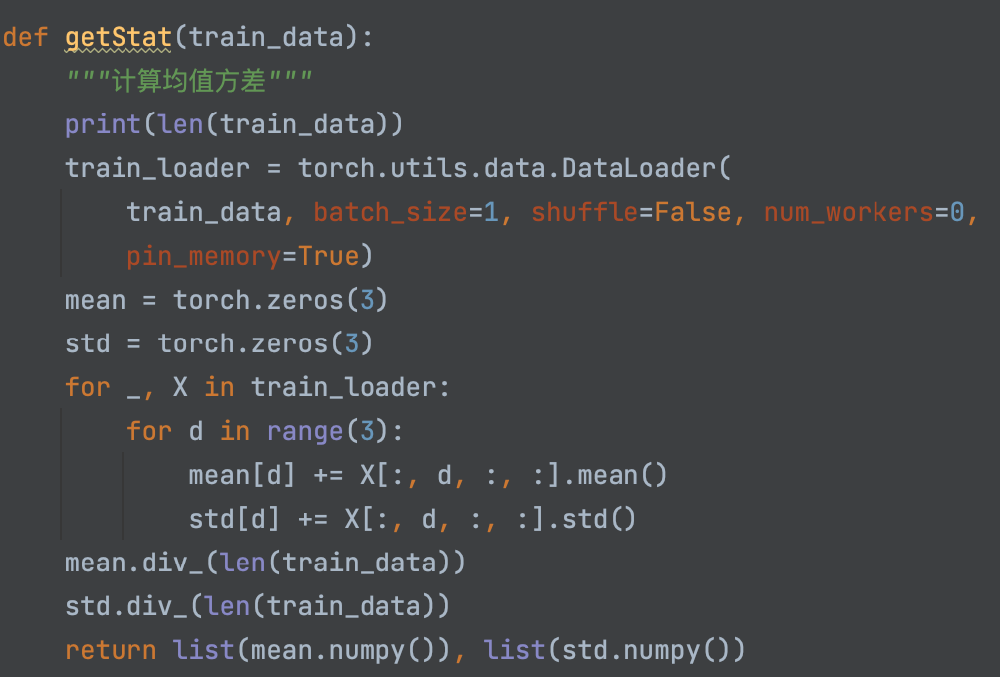 def getStat(train_data):
    """计算均值方差"""
    print(len(train_data))
    train_loader = torch.utils.data.DataLoader(
        train_data, batch_size=1, shuffle=False, num_workers=0,
        pin_memory=True)
    mean = torch.zeros(3)
    std = torch.zeros(3)
    for _, X in train_loader:
        for d in range(3):
            mean[d] += X[:, d, :, :].mean()
            std[d] += X[:, d, :, :].std()
    mean.div_(len(train_data))
    std.div_(len(train_data))
    return list(mean.numpy()), list(std.numpy())